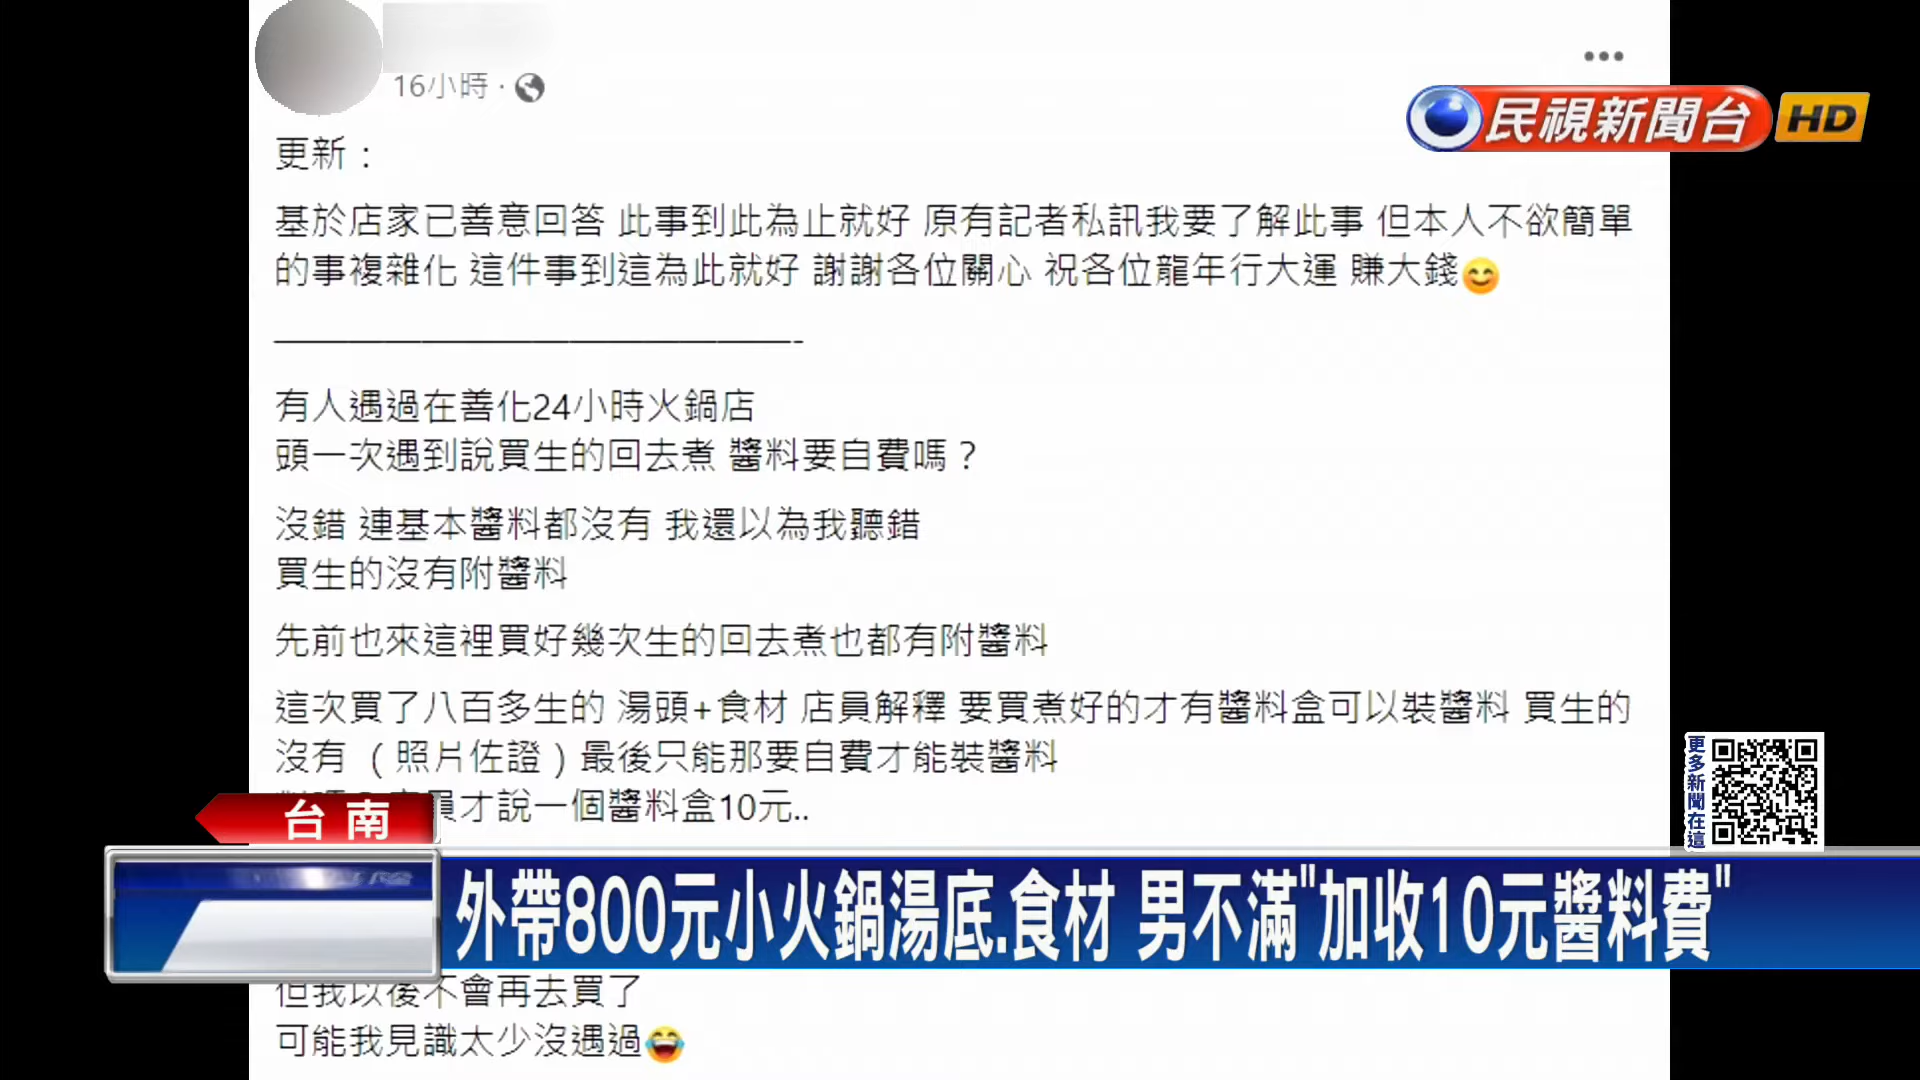 16小時·
民視新聞台 HD
更新：
基於店家已善意回答 此事到此為止就好 原有記者私訊我要了解此事 但本人不欲簡單
的事複雜化 這件事到這為此就好 謝謝各位關心 祝各位龍年行大運 賺大錢😊
——————————————-
有人遇過在善化24小時火鍋店
頭一次遇到說買生的回去煮 醬料要自費嗎？
沒錯 連基本醬料都沒有 我還以為我聽錯
買生的沒有附醬料
先前也來這裡買好幾次生的回去煮也都有附醬料
這次買了八百多生的 湯頭+食材 店員解釋 要買煮好的才有醬料盒可以裝醬料 買生的
沒有（照片佐證）最後只能那要自費才能裝醬料
員才說一個醬料盒10元..
更多新聞在這
台南
外帶800元小火鍋湯底.食材 男不滿"加收10元醬料費"
但我以後不會再去買了
可能我見識太少沒遇過😂